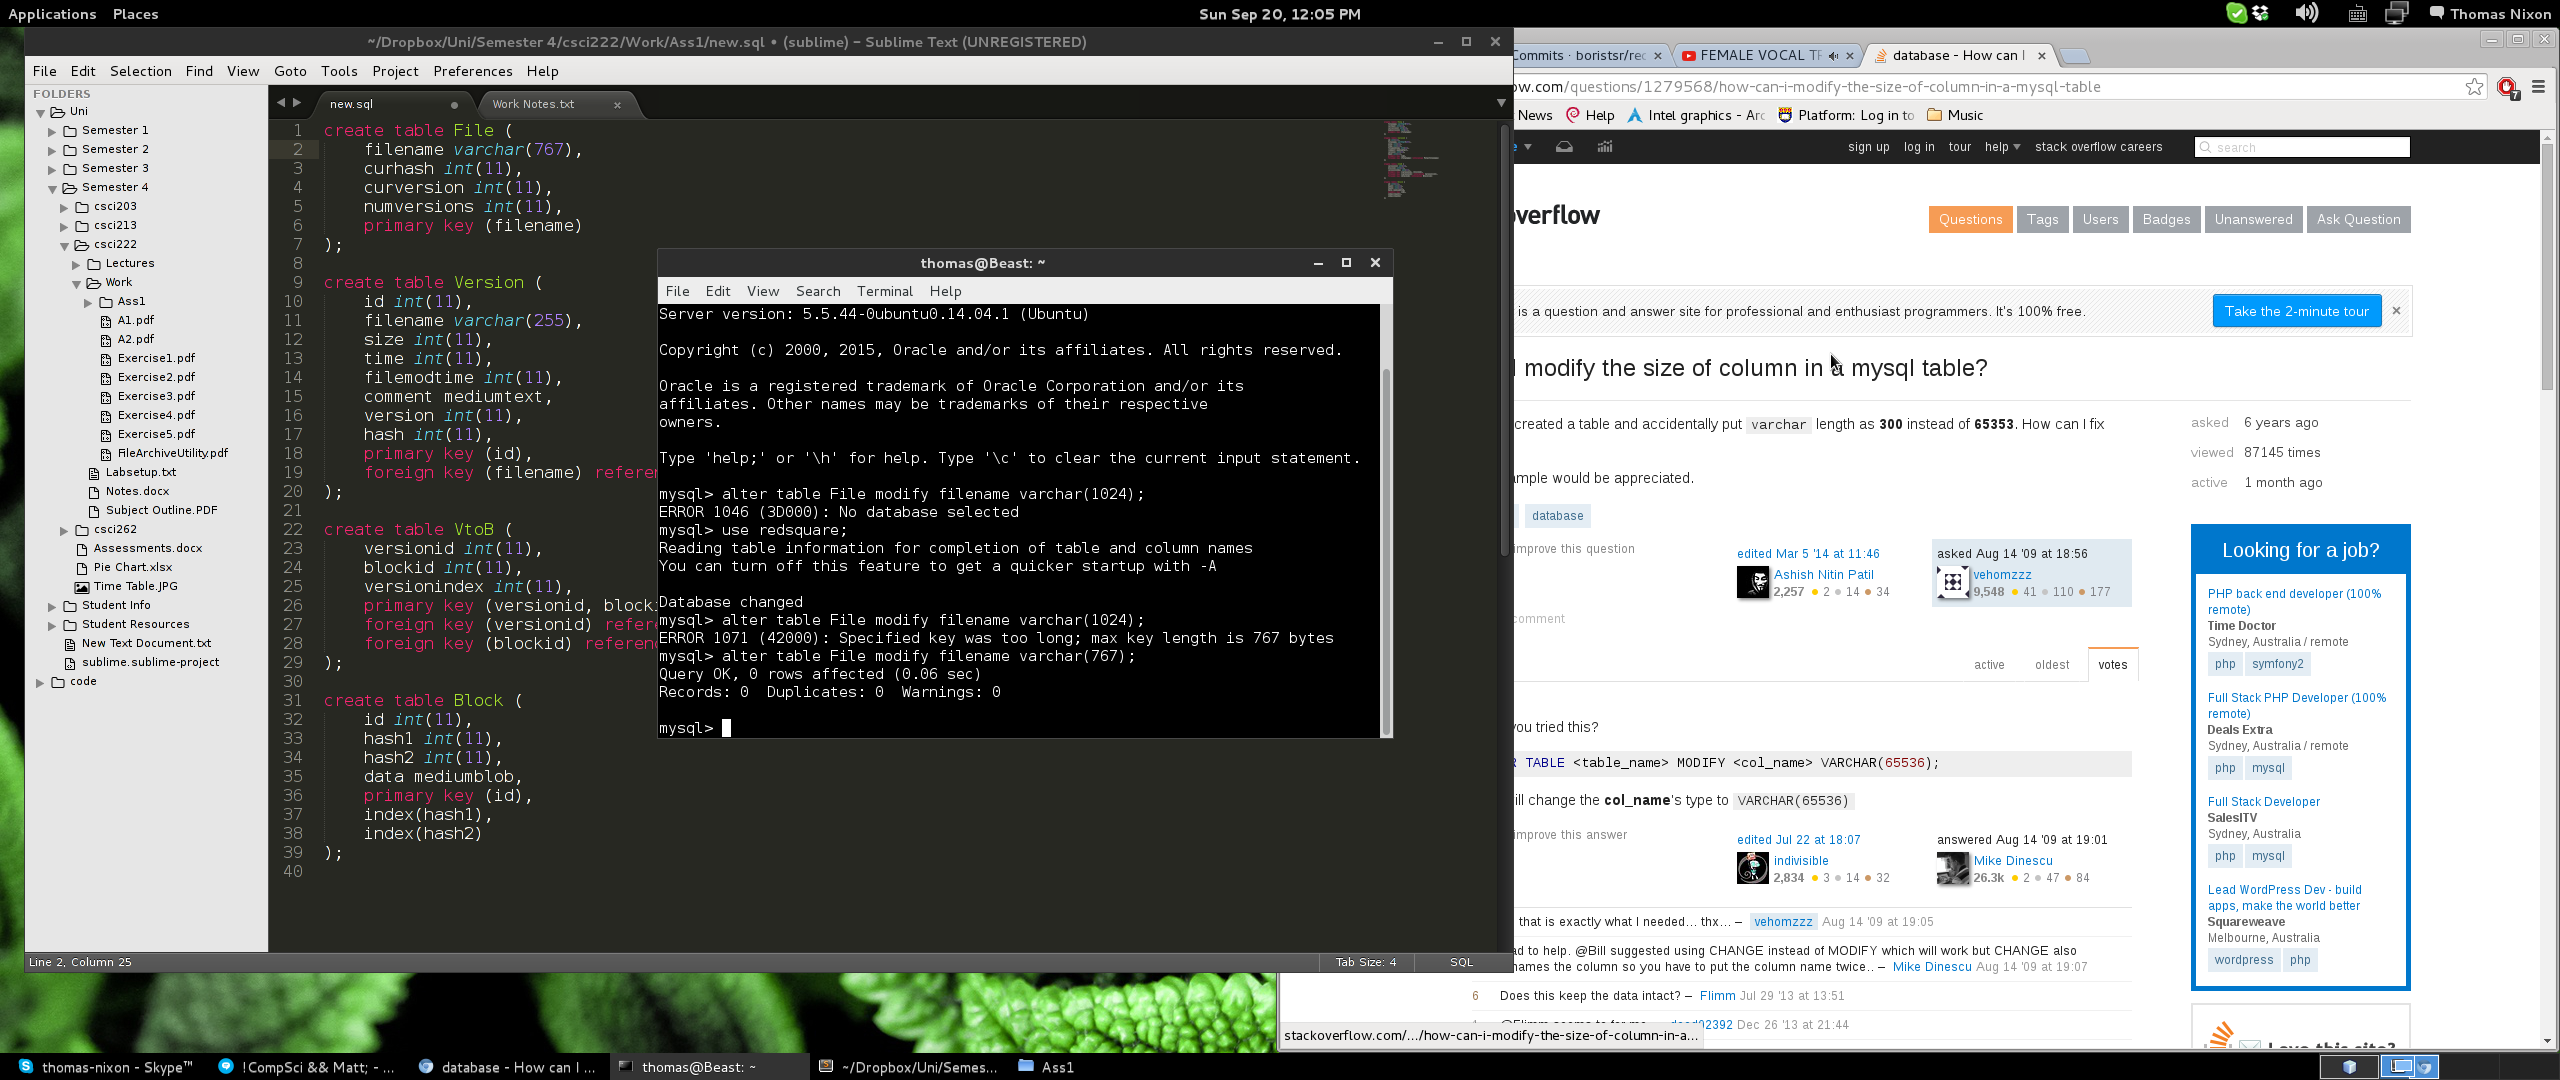 Applications Places
Sun Sep 20, 12:05 PM
Thomas Nixon
~/Dropbox/Uni/Semester 4/csci222/Work/Ass1/new.sql • (sublime) – Sublime Text (UNREGISTERED)
File Edit Selection Find View Goto Tools Project Preferences Help
FOLDERS
Uni
Semester 1
Semester 2
Semester 3
Semester 4
csci203
csci213
csci222
Lectures
Work
Ass1
A1.pdf
A2.pdf
Exercise1.pdf
Exercise2.pdf
Exercise3.pdf
Exercise4.pdf
Exercise5.pdf
FileArchiveUtility.pdf
Labsetup.txt
Notes.docx
Subject Outline.PDF
csci262
Assessments.docx
Pie Chart.xlsx
Time Table.JPG
Student Info
Student Resources
New Text Document.txt
sublime.sublime-project
code
new.sql
Work Notes.txt
1 create table File (
2 filename varchar(767),
3 curhash int(11),
4 curversion int(11),
5 numversions int(11),
6 primary key (filename)
7 );
8
9 create table Version (
10 id int(11),
11 filename varchar(255),
12 size int(11),
13 time int(11),
14 filemodtime int(11),
15 comment mediumtext,
16 version int(11),
17 hash int(11),
18 primary key (id),
19 foreign key (filename) refere
20 );
21
22 create table VtoB (
23 versionid int(11),
24 blockid int(11),
25 versionindex int(11),
26 primary key (versionid, blocki
27 foreign key (versionid) refere
28 foreign key (blockid) referen
29 );
30
31 create table Block (
32 id int(11),
33 hash1 int(11),
34 hash2 int(11),
35 data mediumblob,
36 primary key (id),
37 index(hash1),
38 index(hash2)
39 );
40
Line 2, Column 25
Tab Size: 4
SQL
thomas@Beast: ~
File Edit View Search Terminal Help
Server version: 5.5.44-0ubuntu0.14.04.1 (Ubuntu)
Copyright (c) 2000, 2015, Oracle and/or its affiliates. All rights reserved.
Oracle is a registered trademark of Oracle Corporation and/or its
affiliates. Other names may be trademarks of their respective
owners.
Type 'help;' or '\h' for help. Type '\c' to clear the current input statement.
mysql> alter table File modify filename varchar(1024);
ERROR 1046 (3D000): No database selected
mysql> use redsquare;
Reading table information for completion of table and column names
You can turn off this feature to get a quicker startup with -A
Database changed
mysql> alter table File modify filename varchar(1024);
ERROR 1071 (42000): Specified key was too long; max key length is 767 bytes
mysql> alter table File modify filename varchar(767);
Query OK, 0 rows affected (0.06 sec)
Records: 0 Duplicates: 0 Warnings: 0
mysql>
Commits · boristsr/rec
FEMALE VOCAL TR
database - How can I
ow.com/questions/1279568/how-can-i-modify-the-size-of-column-in-a-mysql-table
7
News Help Intel graphics - Arc Platform: Log in to Music
sign up log in tour help stack overflow careers
search
overflow
Questions Tags Users Badges Unanswered Ask Question
is a question and answer site for professional and enthusiast programmers. It's 100% free.
Take the 2-minute tour
I modify the size of column in a mysql table?
created a table and accidentally put varchar length as 300 instead of 65353. How can I fix
ample would be appreciated.
database
improve this question
edited Mar 5 '14 at 11:46
Ashish Nitin Patil
2,257 2 14 34
asked Aug 14 '09 at 18:56
vehomzzz
9,548 41 110 177
comment
active oldest votes
you tried this?
R TABLE <table_name> MODIFY <col_name> VARCHAR(65536);
ill change the col_name's type to VARCHAR(65536)
improve this answer
edited Jul 22 at 18:07
indivisible
2,834 3 14 32
answered Aug 14 '09 at 19:01
Mike Dinescu
26.3k 2 47 84
that is exactly what I needed... thx... – vehomzzz Aug 14 '09 at 19:05
ad to help. @Bill suggested using CHANGE instead of MODIFY which will work but CHANGE also
names the column so you have to put the column name twice.. – Mike Dinescu Aug 14 '09 at 19:07
6 Does this keep the data intact? – Flimm Jul 29 '13 at 13:51
02392 Dec 26 '13 at 21:44
stackoverflow.com/.../how-can-i-modify-the-size-of-column-in-a...
asked 6 years ago
viewed 87145 times
active 1 month ago
Looking for a job?
PHP back end developer (100%
remote)
Time Doctor
Sydney, Australia / remote
php symfony2
Full Stack PHP Developer (100%
remote)
Deals Extra
Sydney, Australia / remote
php mysql
Full Stack Developer
SalesITV
Sydney, Australia
php mysql
Lead WordPress Dev - build
apps, make the world better
Squareweave
Melbourne, Australia
wordpress php
Love this site?
thomas-nixon - Skype™
!CompSci && Matt; - ...
database - How can I ...
thomas@Beast: ~
~/Dropbox/Uni/Semes...
Ass1